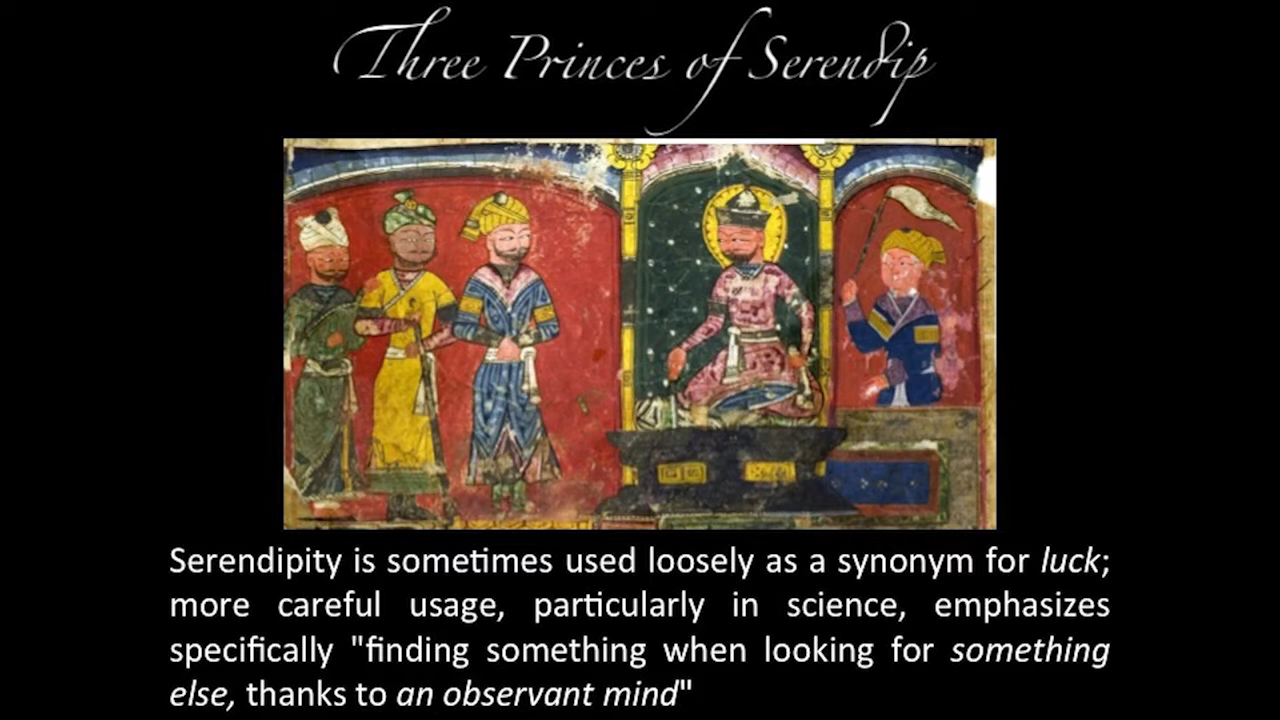 Three Princes of Serendip
Serendipity is sometimes used loosely as a synonym for luck;
more careful usage, particularly in science, emphasizes
specifically "finding something when looking for something
else, thanks to an observant mind"